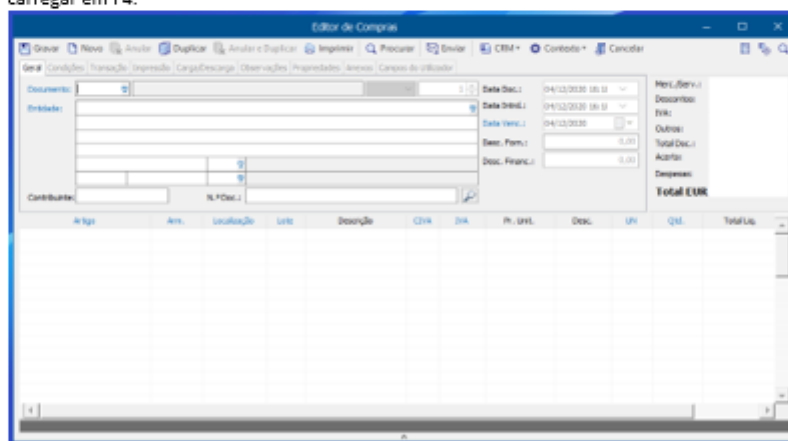 carregar em F4.
Editor de Compras
Gravar Novo Anular Duplicar Anular e Duplicar Imprimir Procurar Enviar CRM Contexto Cancelar
Geral Condições Transação Impressão Carga/Descarga Observações Propriedades Anexos Campos do Utilizador
Documento: Data Doc.: 04/12/2020 Merc./Serv.:
Descontos:
Entidade: 04/12/2020 IVA:
Data Venc.: 04/12/2020 Outros:
Desc. Forn.: 0,00 Total Doc.:
Desc. Financ.: 0,00 Acerto:
Despesas:
Contribuinte: N.º Doc.: Total EUR
Artigo Arm. Localização Lote Descrição CIVA IVA Pr. Unit. Desc. UN Qtd. Total Liq.